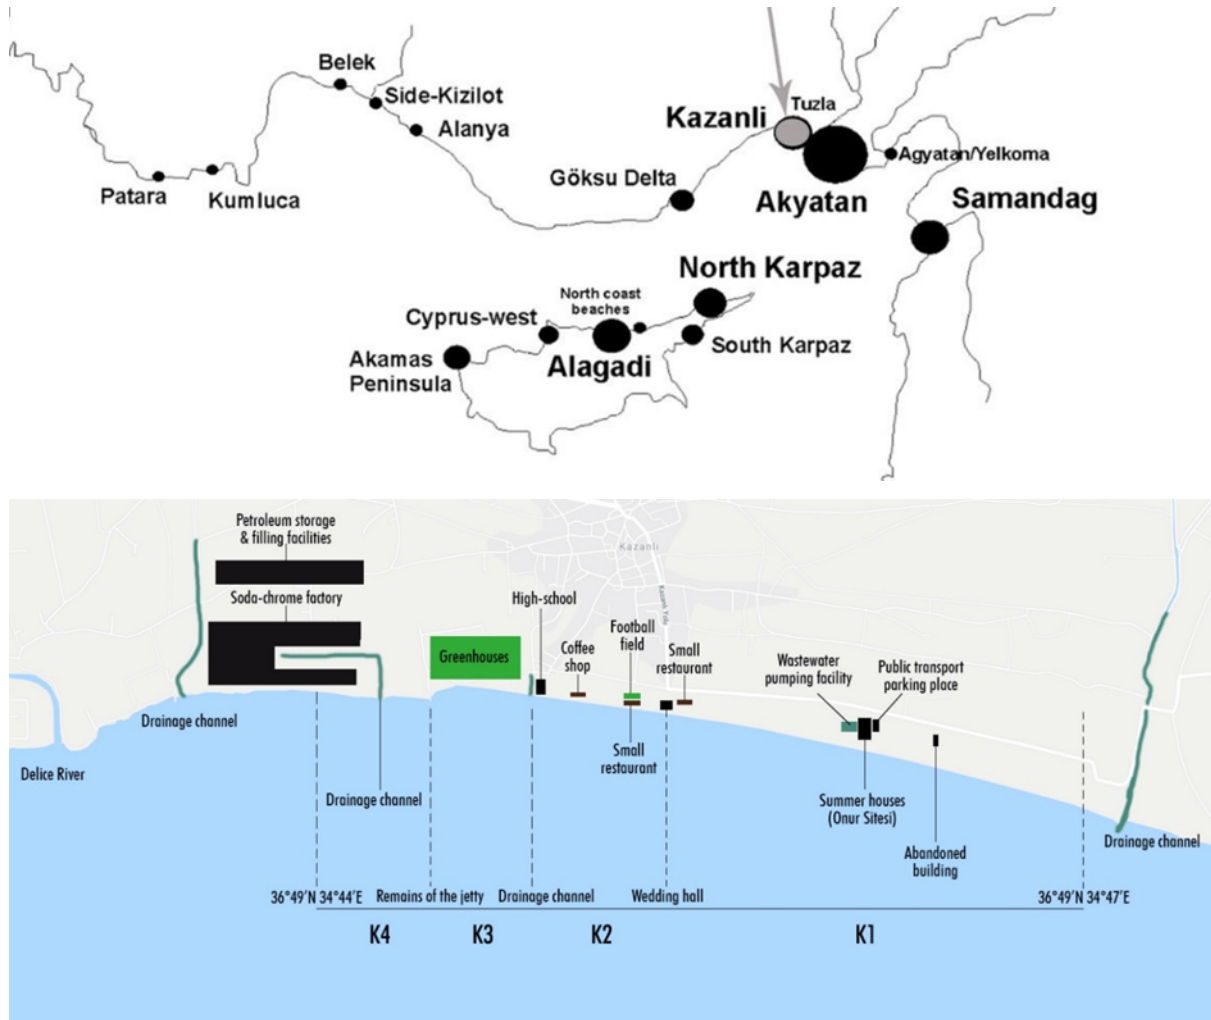 Belek
Side-Kizilot
Alanya
Patara
Kumluca
Göksu Delta
Kazanli
Tuzla
Akyatan
Agyatan/Yelkoma
Samandag
North Karpaz
North coast
beaches
Cyprus-west
Alagadi
South Karpaz
Akamas
Peninsula
Petroleum storage
& filling facilities
Soda-chrome factory
Kazanlı
Kazanlı Yolu
High-school
Greenhouses
Coffee
shop
Football
field
Small
restaurant
Wastewater
pumping facility
Public transport
parking place
Drainage channel
Delice River
Drainage channel
Small
restaurant
Summer houses
(Onur Sitesi)
Abandoned
building
Drainage channel
36°49'N 34°44'E
Remains of the jetty
Drainage channel
Wedding hall
36°49'N 34°47'E
K4
K3
K2
K1